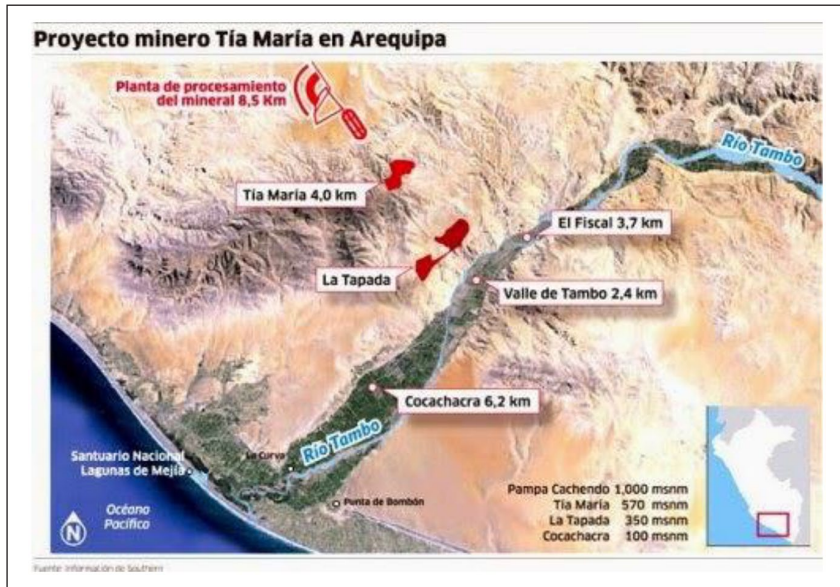 Proyecto minero Tía María en Arequipa
Planta de procesamiento
del mineral 8,5 Km
Río Tambo
Tía María 4,0 km
El Fiscal 3,7 km
La Tapada
Valle de Tambo 2,4 km
Cocachacra 6,2 km
Río Tambo
La Curva
Santuario Nacional
Lagunas de Mejía
Punta de Bombón
Océano
Pacífico
N
Pampa Cachendo 1,000 msnm
Tía María 570 msnm
La Tapada 350 msnm
Cocachacra 100 msnm
Fuente: Información de Southern